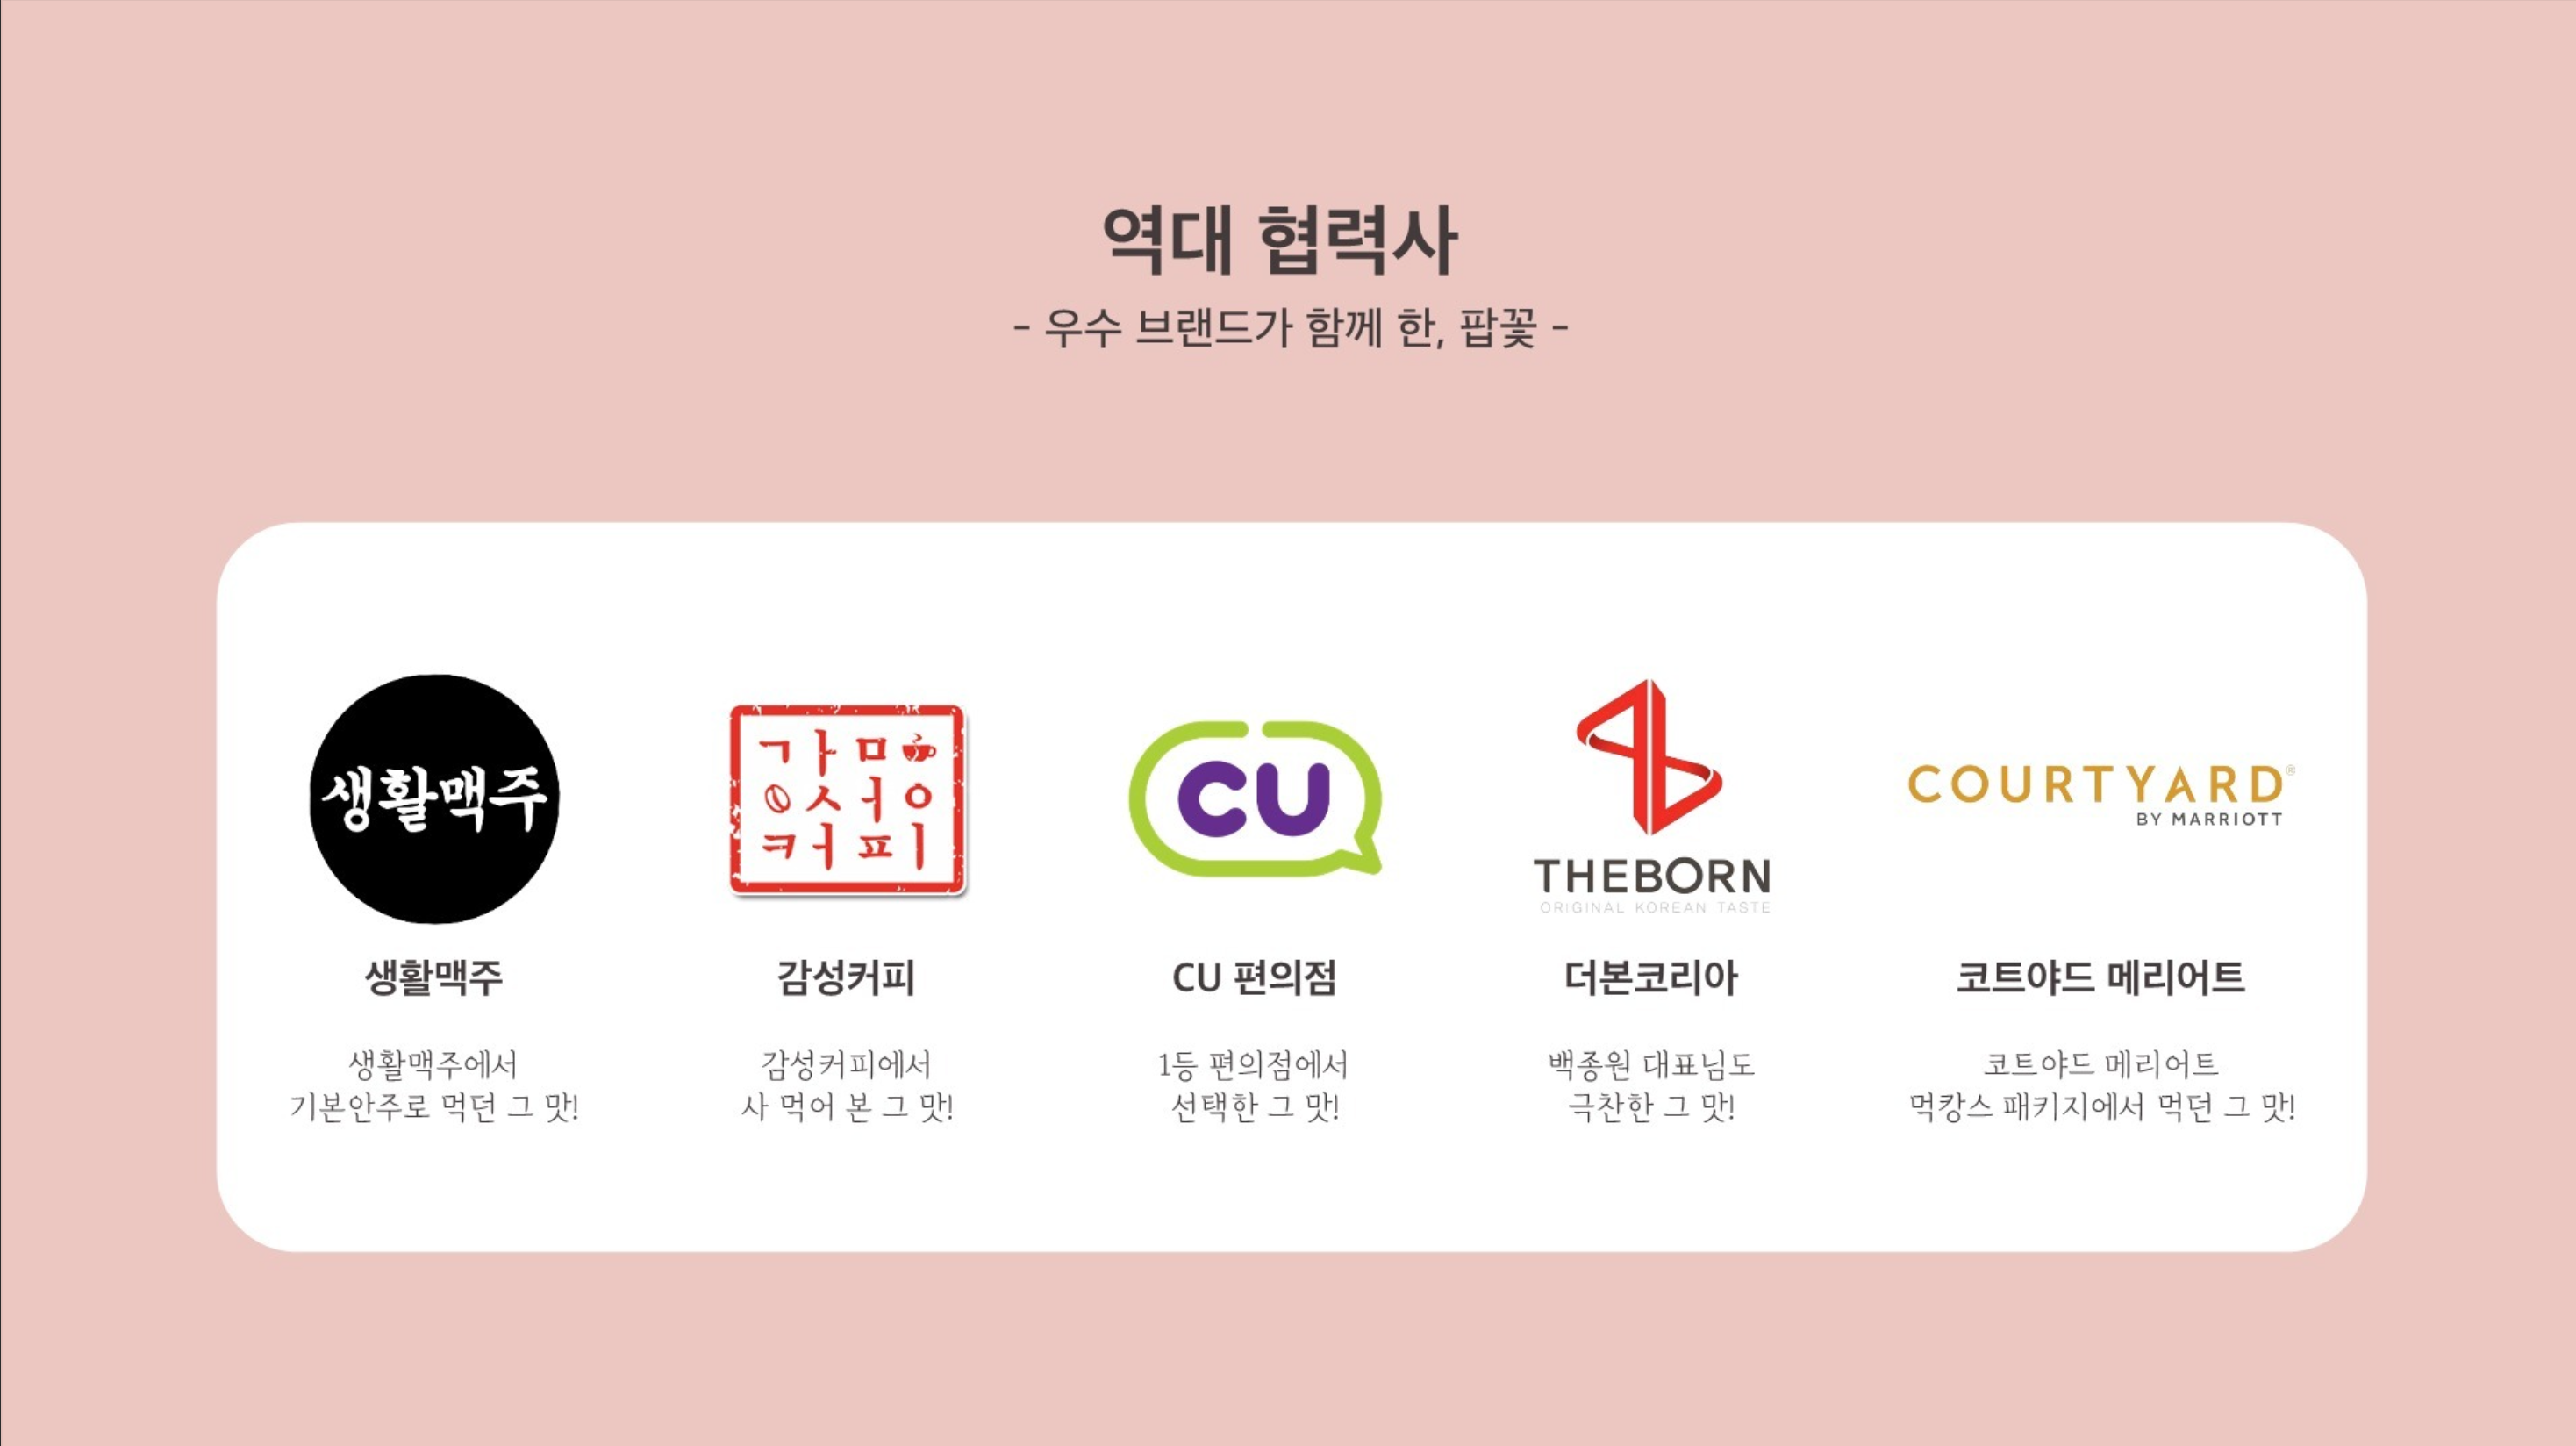 역대 협력사
- 우수 브랜드가 함께 한, 팝꽃 -
생활맥주
감성커피
CU
THEBORN
ORIGINAL KOREAN TASTE
COURTYARD®
BY MARRIOTT
생활맥주
생활맥주에서
기본안주로 먹던 그 맛!
감성커피
감성커피에서
사 먹어 본 그 맛!
CU 편의점
1등 편의점에서
선택한 그 맛!
더본코리아
백종원 대표님도
극찬한 그 맛!
코트야드 메리어트
코트야드 메리어트
먹캉스 패키지에서 먹던 그 맛!